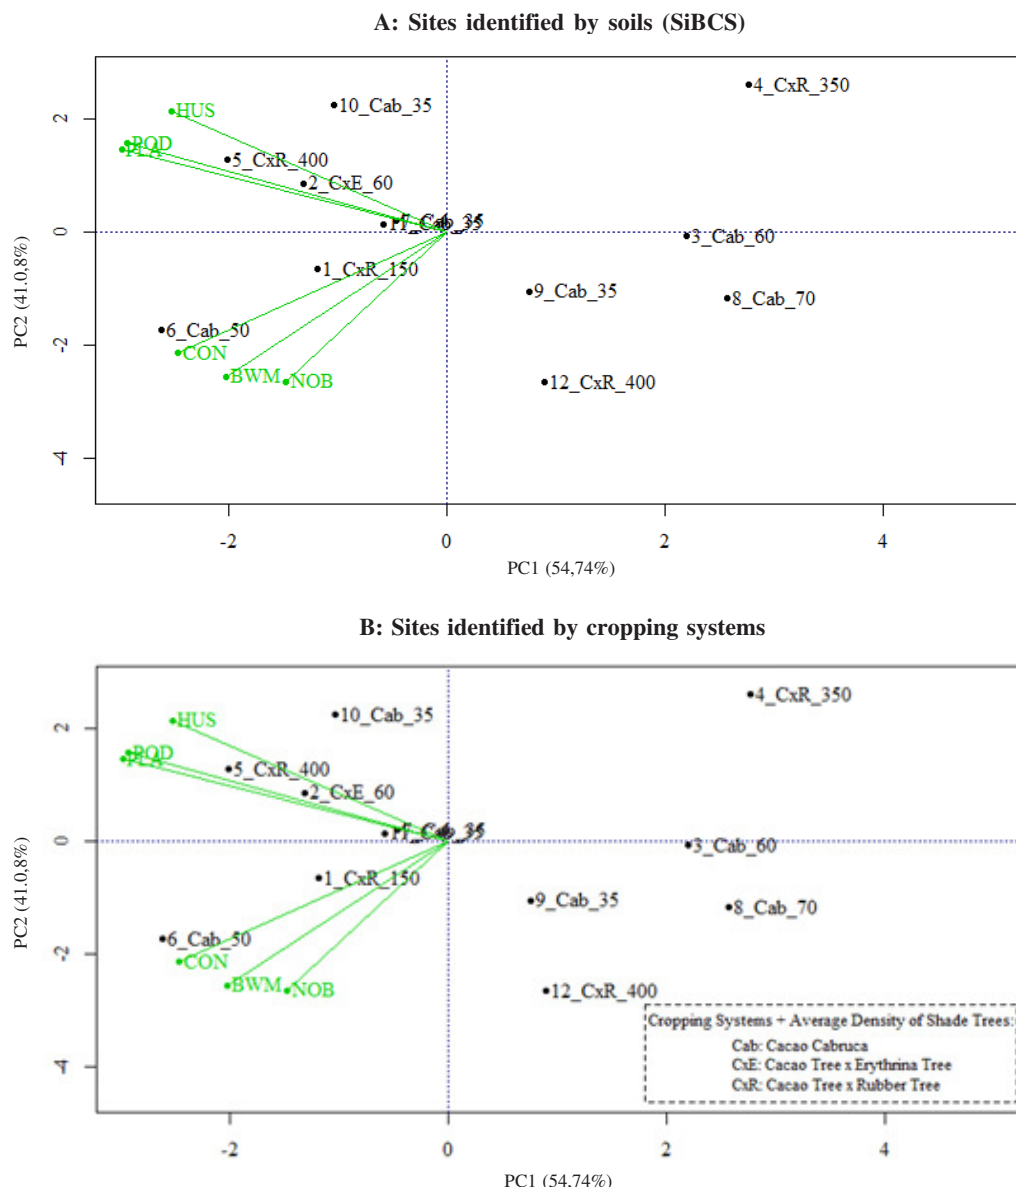 A: Sites identified by soils (SiBCS)
4_CxR_350
HUS
10_Cab_35
2
POD
PLA
5_CxR_400
2_CxE_60
0
3_Cab_60
1_CxR_150
9_Cab_35
8_Cab_70
6_Cab_50
-2
CON
BWM
NOB
12_CxR_400
-4
PC2 (41.0,8%)
-2
0
2
4
PC1 (54,74%)
B: Sites identified by cropping systems
4_CxR_350
HUS
10_Cab_35
2
POD
PLA
5_CxR_400
2_CxE_60
0
3_Cab_60
1_CxR_150
9_Cab_35
8_Cab_70
6_Cab_50
-2
CON
BWM
NOB
12_CxR_400
-4
PC2 (41.0,8%)
Cropping Systems + Average Density of Shade Trees:
Cab: Cacao Cabruca
CxE: Cacao Tree x Erythrina Tree
CxR: Cacao Tree x Rubber Tree
-2
0
2
4
PC1 (54,74%)